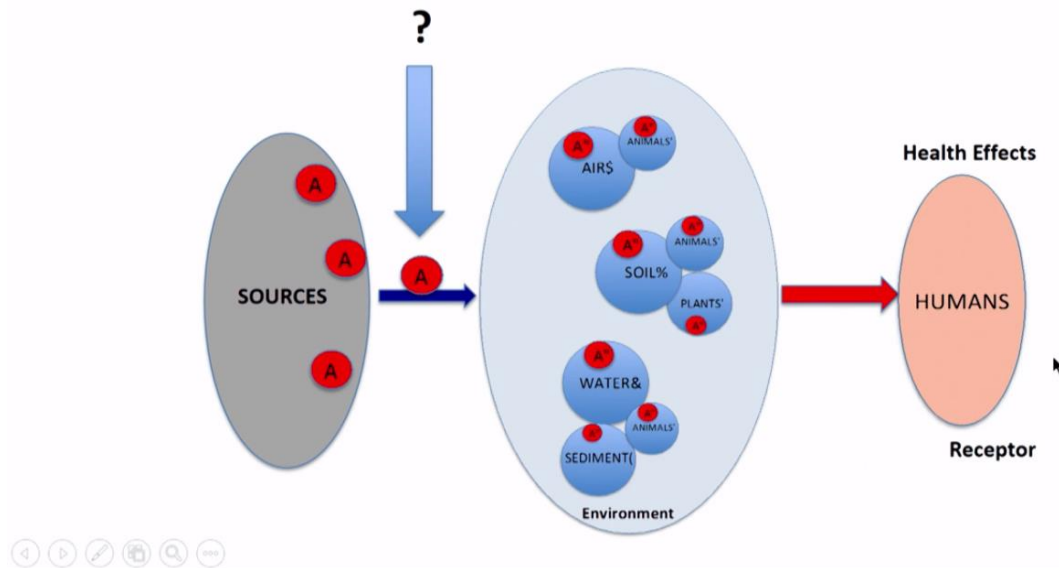 ?
A
A
A
SOURCES
A
A"
AIR$
ANIMALS'
A"
SOIL%
ANIMALS'
PLANTS'
A"
WATER&
ANIMALS'
SEDIMENT(
Environment
Health Effects
HUMANS
Receptor